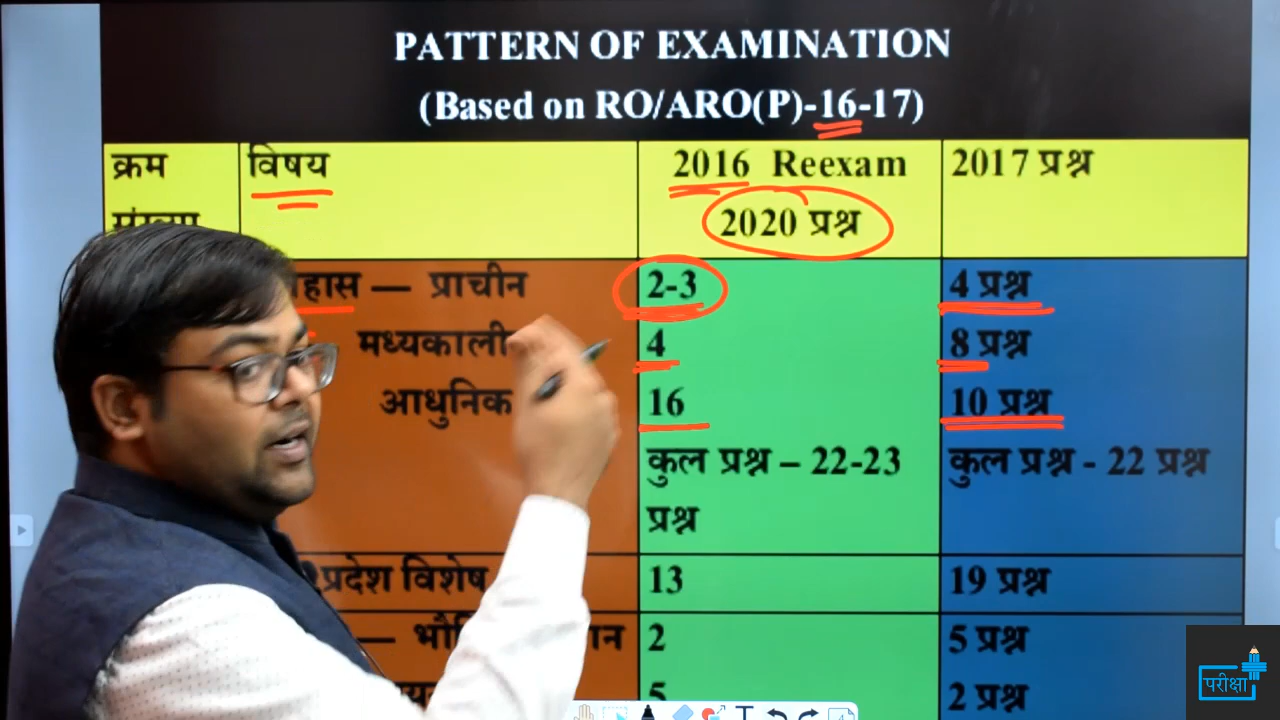 PATTERN OF EXAMINATION
(Based on RO/ARO(P)-16-17)
क्रम विषय 2016 Reexam 2017 प्रश्न
संख्या 2020 प्रश्न
हास — प्राचीन 2-3 4 प्रश्न
मध्यकाली 4 8 प्रश्न
आधुनिक 16 10 प्रश्न
कुल प्रश्न – 22-23 कुल प्रश्न - 22 प्रश्न
प्रश्न
प्रदेश विशेष 13 19 प्रश्न
— 2 5 प्रश्न
5 2 प्रश्न
परीक्षा